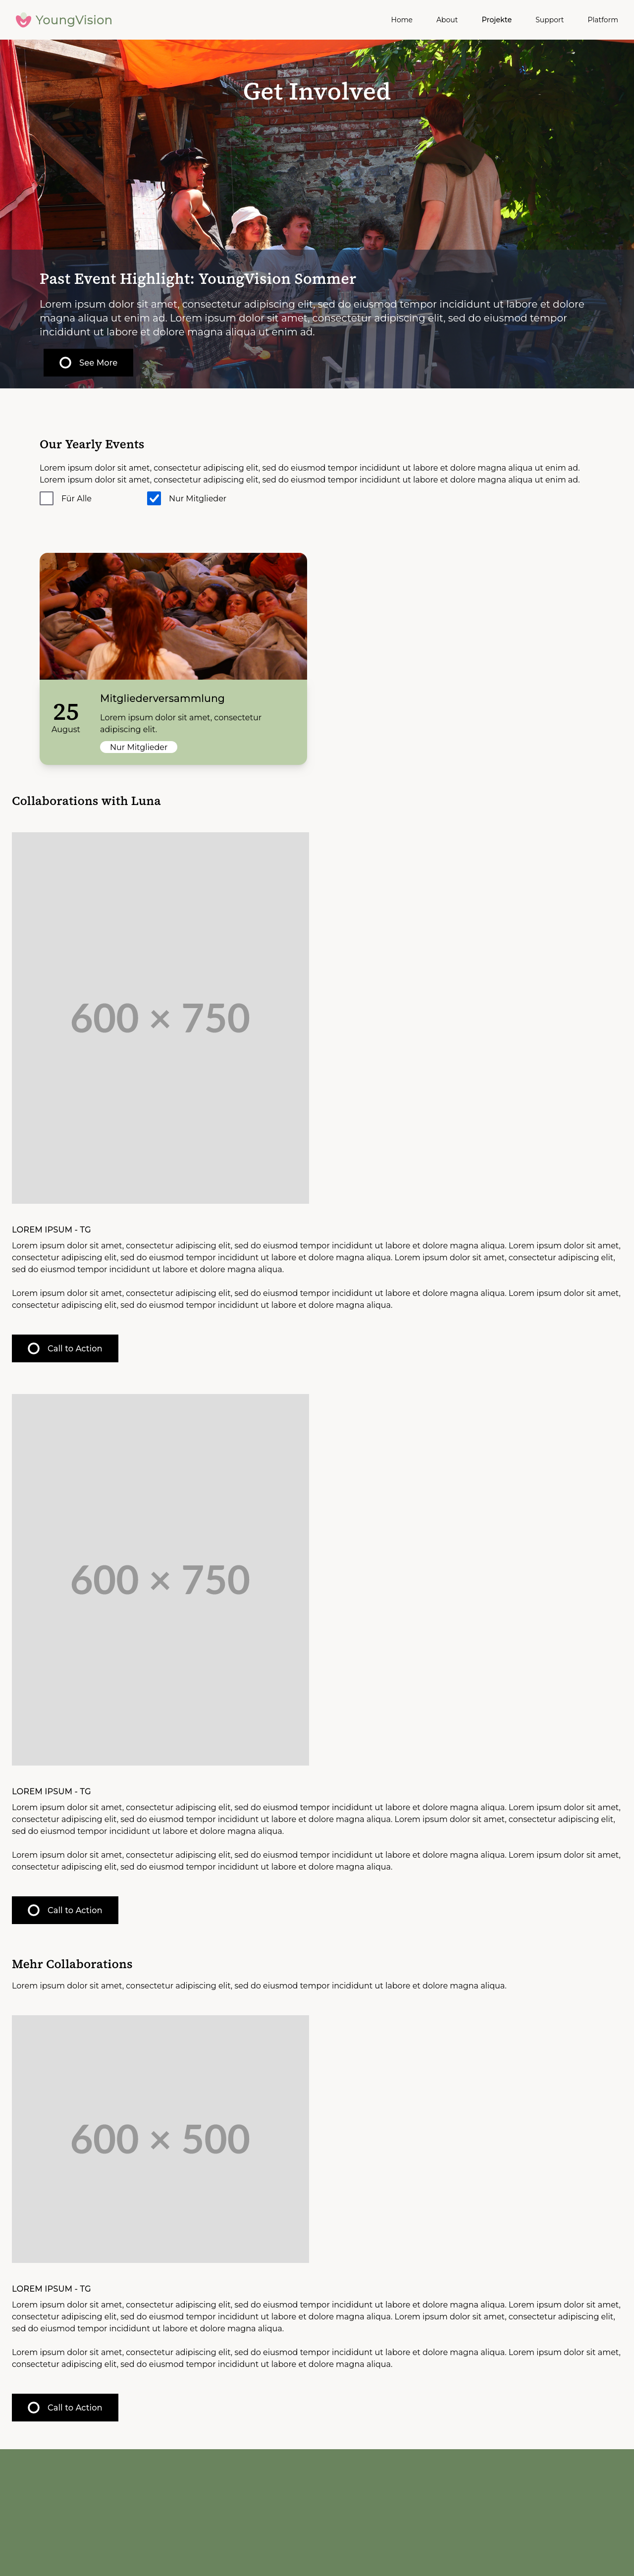 YoungVision
Home About Projekte Support Platform
Get Involved
Past Event Highlight: YoungVision Sommer
Lorem ipsum dolor sit amet, consectetur adipiscing elit, sed do eiusmod tempor incididunt ut labore et dolore
magna aliqua ut enim ad. Lorem ipsum dolor sit amet, consectetur adipiscing elit, sed do eiusmod tempor
incididunt ut labore et dolore magna aliqua ut enim ad.
See More
Our Yearly Events
Lorem ipsum dolor sit amet, consectetur adipiscing elit, sed do eiusmod tempor incididunt ut labore et dolore magna aliqua ut enim ad.
Lorem ipsum dolor sit amet, consectetur adipiscing elit, sed do eiusmod tempor incididunt ut labore et dolore magna aliqua ut enim ad.
Für Alle Nur Mitglieder
25
August
Mitgliederversammlung
Lorem ipsum dolor sit amet, consectetur
adipiscing elit.
Nur Mitglieder
Collaborations with Luna
600 × 750
LOREM IPSUM - TG
Lorem ipsum dolor sit amet, consectetur adipiscing elit, sed do eiusmod tempor incididunt ut labore et dolore magna aliqua. Lorem ipsum dolor sit amet,
consectetur adipiscing elit, sed do eiusmod tempor incididunt ut labore et dolore magna aliqua. Lorem ipsum dolor sit amet, consectetur adipiscing elit,
sed do eiusmod tempor incididunt ut labore et dolore magna aliqua.
Lorem ipsum dolor sit amet, consectetur adipiscing elit, sed do eiusmod tempor incididunt ut labore et dolore magna aliqua. Lorem ipsum dolor sit amet,
consectetur adipiscing elit, sed do eiusmod tempor incididunt ut labore et dolore magna aliqua.
Call to Action
600 × 750
LOREM IPSUM - TG
Lorem ipsum dolor sit amet, consectetur adipiscing elit, sed do eiusmod tempor incididunt ut labore et dolore magna aliqua. Lorem ipsum dolor sit amet,
consectetur adipiscing elit, sed do eiusmod tempor incididunt ut labore et dolore magna aliqua. Lorem ipsum dolor sit amet, consectetur adipiscing elit,
sed do eiusmod tempor incididunt ut labore et dolore magna aliqua.
Lorem ipsum dolor sit amet, consectetur adipiscing elit, sed do eiusmod tempor incididunt ut labore et dolore magna aliqua. Lorem ipsum dolor sit amet,
consectetur adipiscing elit, sed do eiusmod tempor incididunt ut labore et dolore magna aliqua.
Call to Action
Mehr Collaborations
Lorem ipsum dolor sit amet, consectetur adipiscing elit, sed do eiusmod tempor incididunt ut labore et dolore magna aliqua.
600 × 500
LOREM IPSUM - TG
Lorem ipsum dolor sit amet, consectetur adipiscing elit, sed do eiusmod tempor incididunt ut labore et dolore magna aliqua. Lorem ipsum dolor sit amet,
consectetur adipiscing elit, sed do eiusmod tempor incididunt ut labore et dolore magna aliqua. Lorem ipsum dolor sit amet, consectetur adipiscing elit,
sed do eiusmod tempor incididunt ut labore et dolore magna aliqua.
Lorem ipsum dolor sit amet, consectetur adipiscing elit, sed do eiusmod tempor incididunt ut labore et dolore magna aliqua. Lorem ipsum dolor sit amet,
consectetur adipiscing elit, sed do eiusmod tempor incididunt ut labore et dolore magna aliqua.
Call to Action